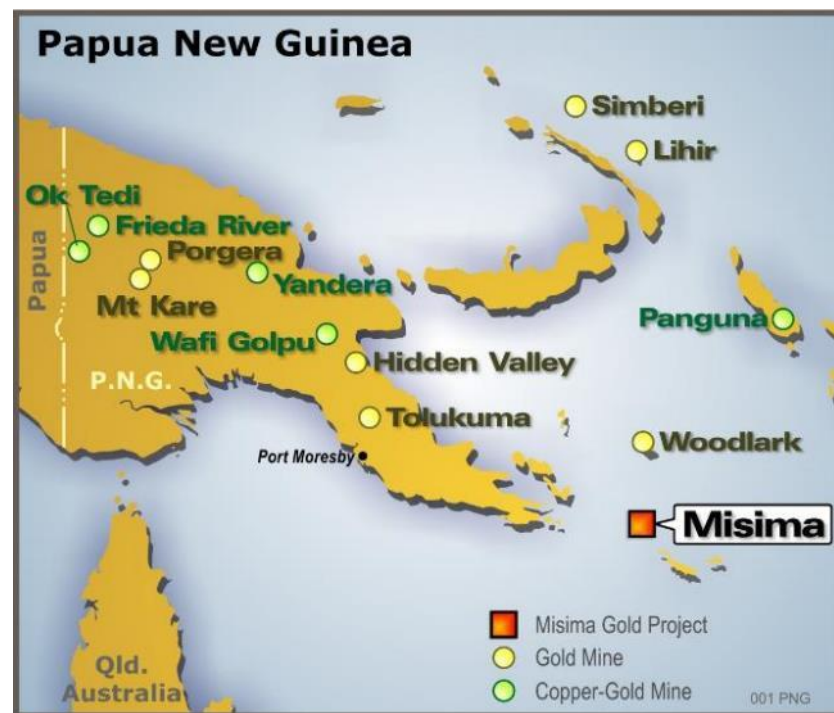 Papua New Guinea
Simberi
Lihir
Ok Tedi
Frieda River
Porgera
Papua
Mt Kare
Yandera
Panguna
Wafi Golpu
Hidden Valley
P.N.G.
Tolukuma
Port Moresby
Woodlark
Misima
Misima Gold Project
Gold Mine
Copper-Gold Mine
Qld.
Australia
001 PNG